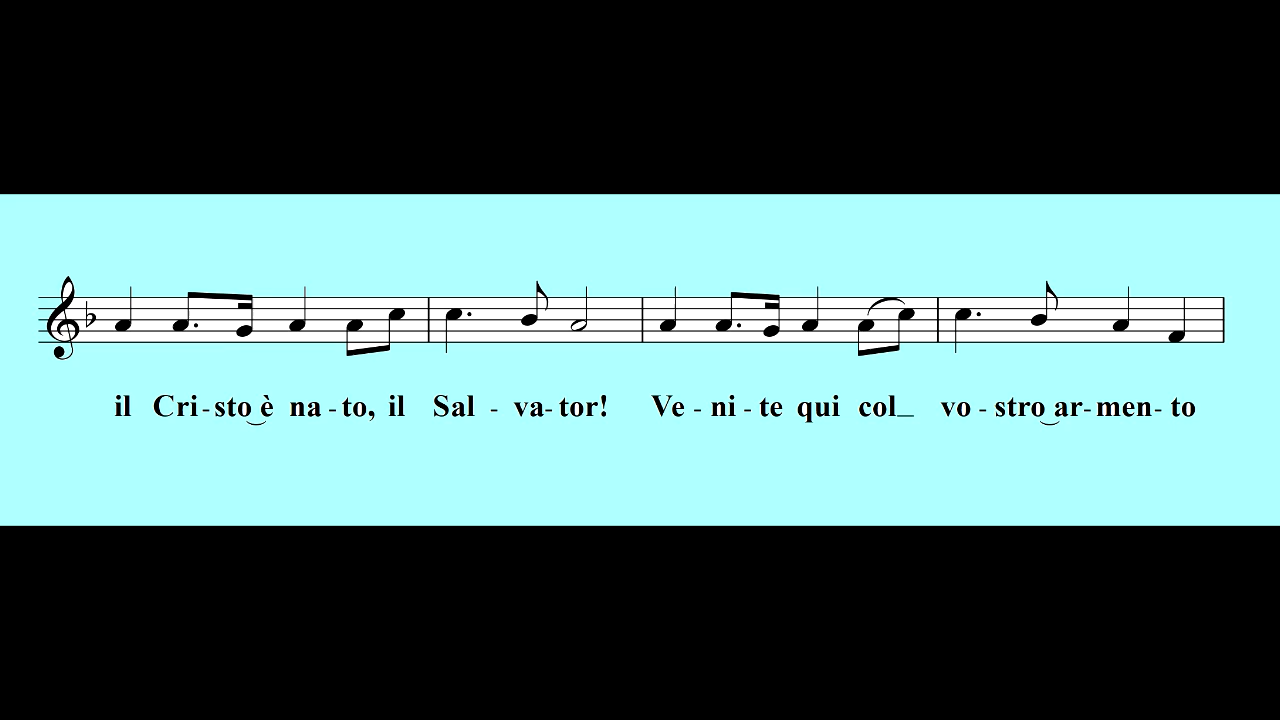 il Cri-sto è na-to, il Sal - va-tor! Ve - ni - te qui col_ vo - stro ar-men- to